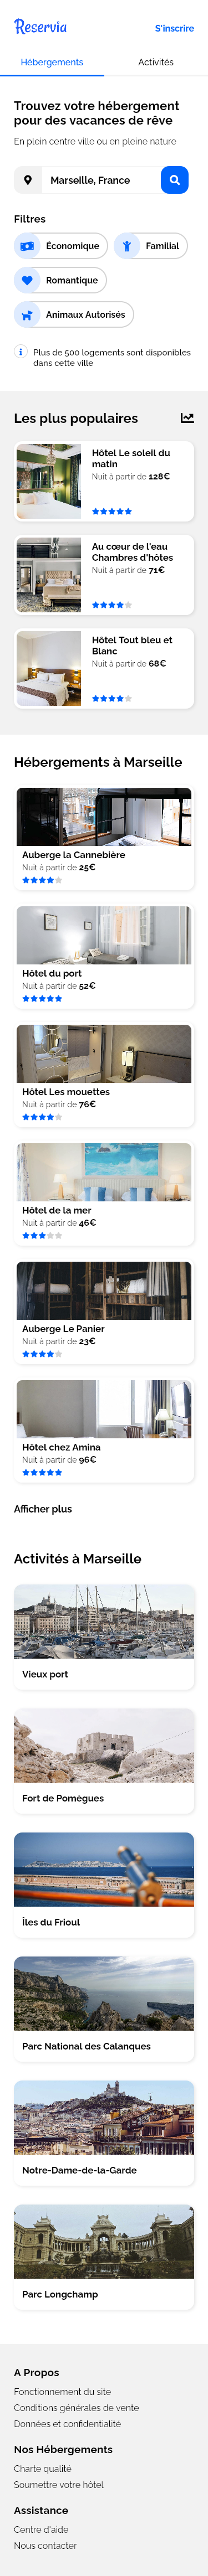 Reservia
S'inscrire
Hébergements
Activités
Trouvez votre hébergement
pour des vacances de rêve
En plein centre ville ou en pleine nature
Marseille, France
Filtres
Économique
Familial
Romantique
Animaux Autorisés
Plus de 500 logements sont disponibles
dans cette ville
Les plus populaires
Hôtel Le soleil du
matin
Nuit à partir de 128€
Au cœur de l'eau
Chambres d'hôtes
Nuit à partir de 71€
Hôtel Tout bleu et
Blanc
Nuit à partir de 68€
Hébergements à Marseille
Auberge la Cannebière
Nuit à partir de 25€
Hôtel du port
Nuit à partir de 52€
Hôtel Les mouettes
Nuit à partir de 76€
Hôtel de la mer
Nuit à partir de 46€
Auberge Le Panier
Nuit à partir de 23€
Hôtel chez Amina
Nuit à partir de 96€
Afficher plus
Activités à Marseille
Vieux port
Fort de Pomègues
Îles du Frioul
Parc National des Calanques
Notre-Dame-de-la-Garde
Parc Longchamp
A Propos
Fonctionnement du site
Conditions générales de vente
Données et confidentialité
Nos Hébergements
Charte qualité
Soumettre votre hôtel
Assistance
Centre d'aide
Nous contacter